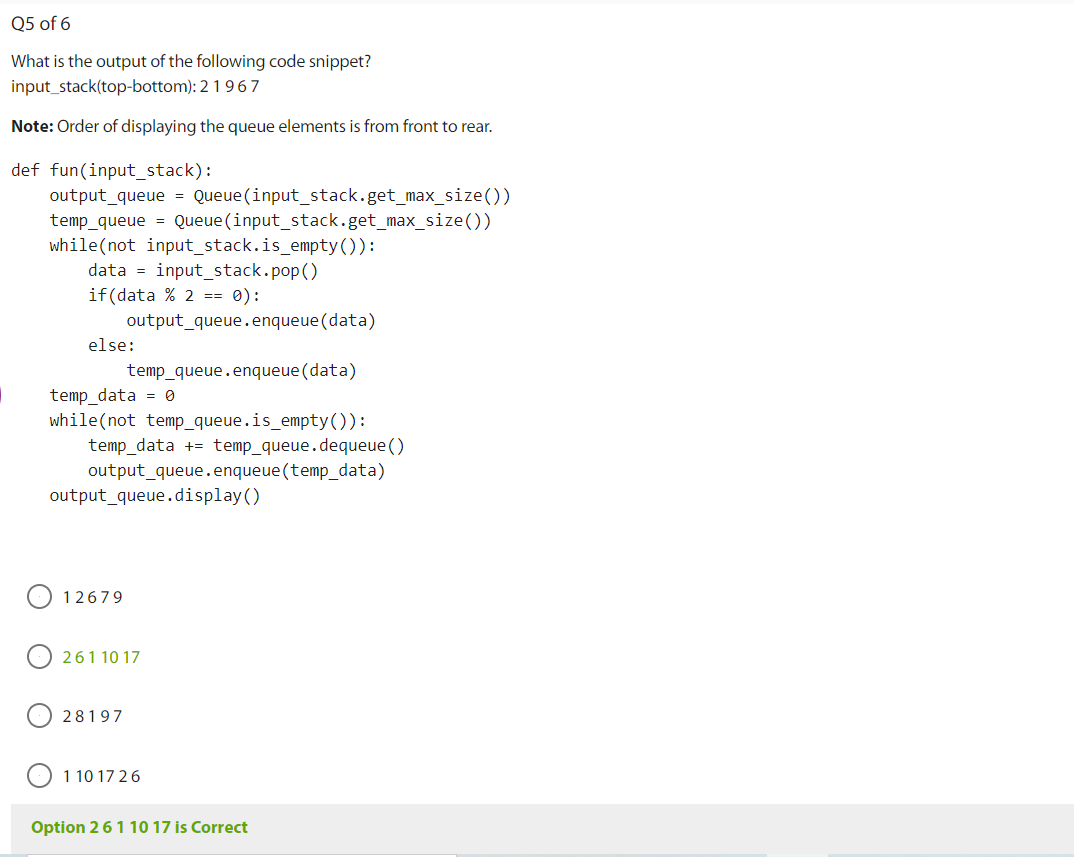 Q5 of 6
What is the output of the following code snippet?
input_stack(top-bottom): 2 1 9 6 7
Note: Order of displaying the queue elements is from front to rear.
def fun(input_stack):
    output_queue = Queue(input_stack.get_max_size())
    temp_queue = Queue(input_stack.get_max_size())
    while(not input_stack.is_empty()):
        data = input_stack.pop()
        if(data % 2 == 0):
            output_queue.enqueue(data)
        else:
            temp_queue.enqueue(data)
    temp_data = 0
    while(not temp_queue.is_empty()):
        temp_data += temp_queue.dequeue()
        output_queue.enqueue(temp_data)
    output_queue.display()
1 2 6 7 9
2 6 1 10 17
2 8 1 9 7
1 10 17 2 6
Option 2 6 1 10 17 is Correct